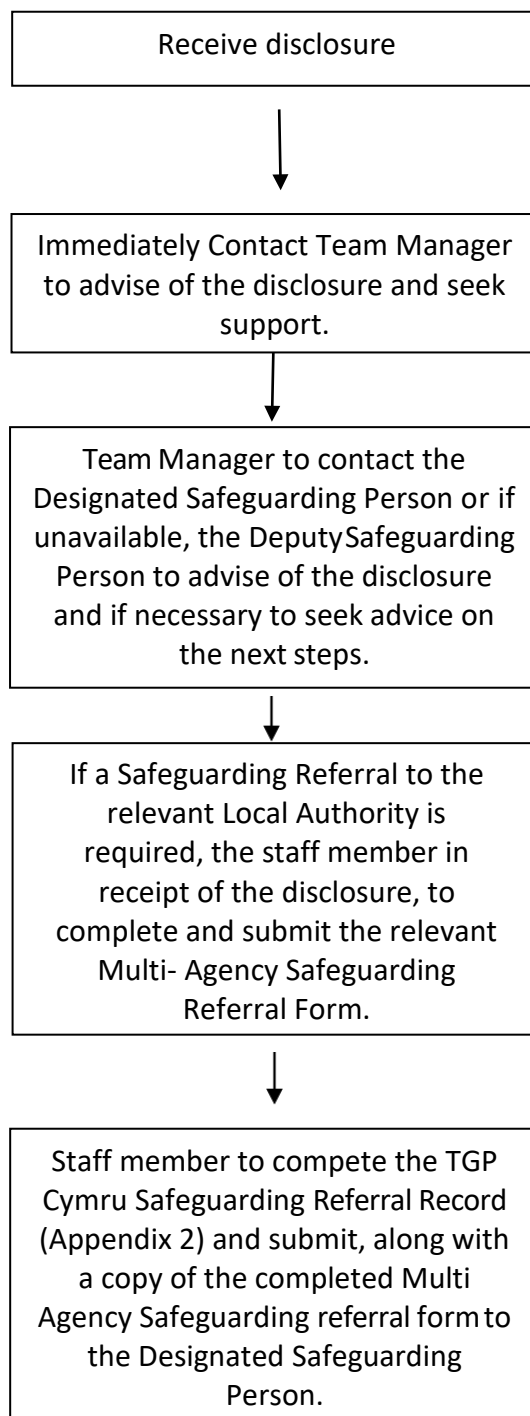 Receive disclosure
Immediately Contact Team Manager
to advise of the disclosure and seek
support.
Team Manager to contact the
Designated Safeguarding Person or if
unavailable, the DeputySafeguarding
Person to advise of the disclosure
and if necessary to seek advice on
the next steps.
If a Safeguarding Referral to the
relevant Local Authority is
required, the staff member in
receipt of the disclosure, to
complete and submit the relevant
Multi- Agency Safeguarding
Referral Form.
Staff member to compete the TGP
Cymru Safeguarding Referral Record
(Appendix 2) and submit, along with
a copy of the completed Multi
Agency Safeguarding referral form to
the Designated Safeguarding
Person.